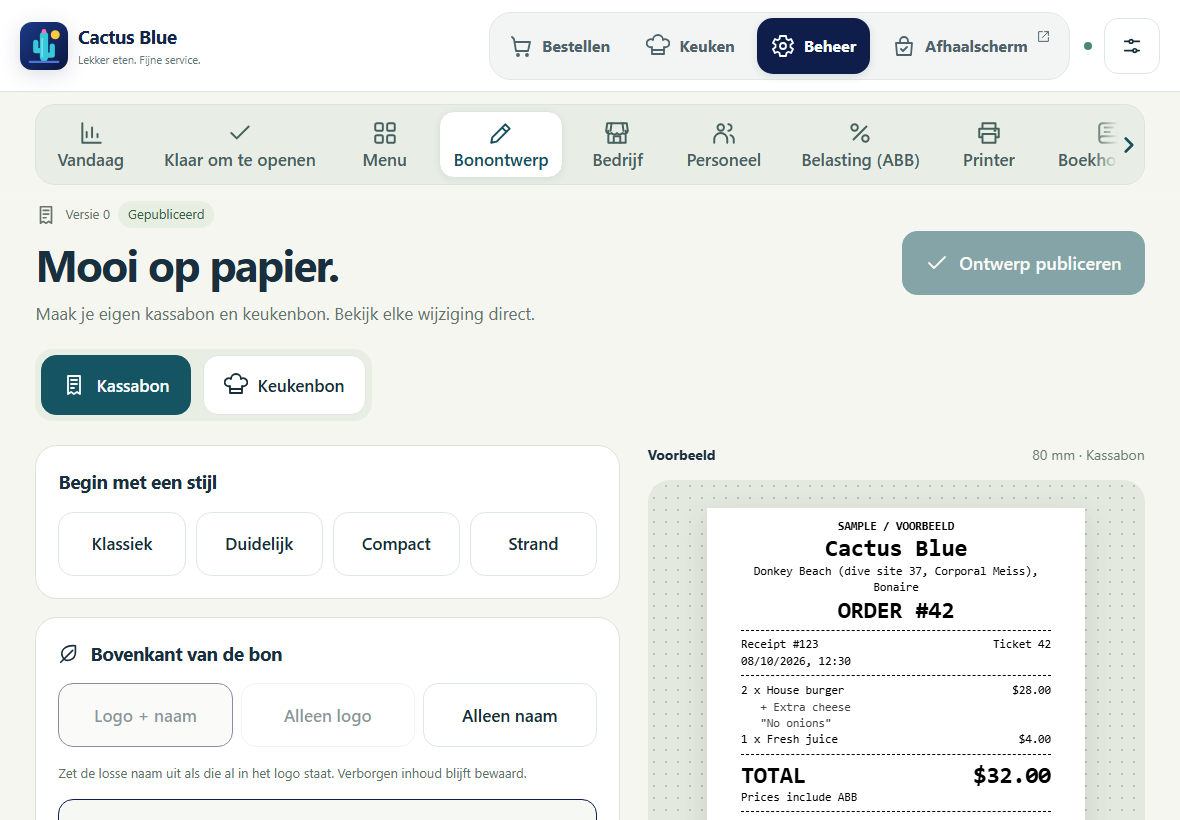 Cactus Blue
Lekker eten. Fijne service.
Bestellen
Keuken
Beheer
Afhaalscherm
Vandaag
Klaar om te openen
Menu
Bonontwerp
Bedrijf
Personeel
Belasting (ABB)
Printer
Boekho
Versie 0
Gepubliceerd
Mooi op papier.
Maak je eigen kassabon en keukenbon. Bekijk elke wijziging direct.
Ontwerp publiceren
Kassabon
Keukenbon
Begin met een stijl
Klassiek
Duidelijk
Compact
Strand
Bovenkant van de bon
Logo + naam
Alleen logo
Alleen naam
Zet de losse naam uit als die al in het logo staat. Verborgen inhoud blijft bewaard.
Voorbeeld
80 mm · Kassabon
SAMPLE / VOORBEELD
Cactus Blue
Donkey Beach (dive site 37, Corporal Meiss),
Bonaire
ORDER #42
Receipt #123 Ticket 42
08/10/2026, 12:30
2 x House burger $28.00
+ Extra cheese
"No onions"
1 x Fresh juice $4.00
TOTAL $32.00
Prices include ABB